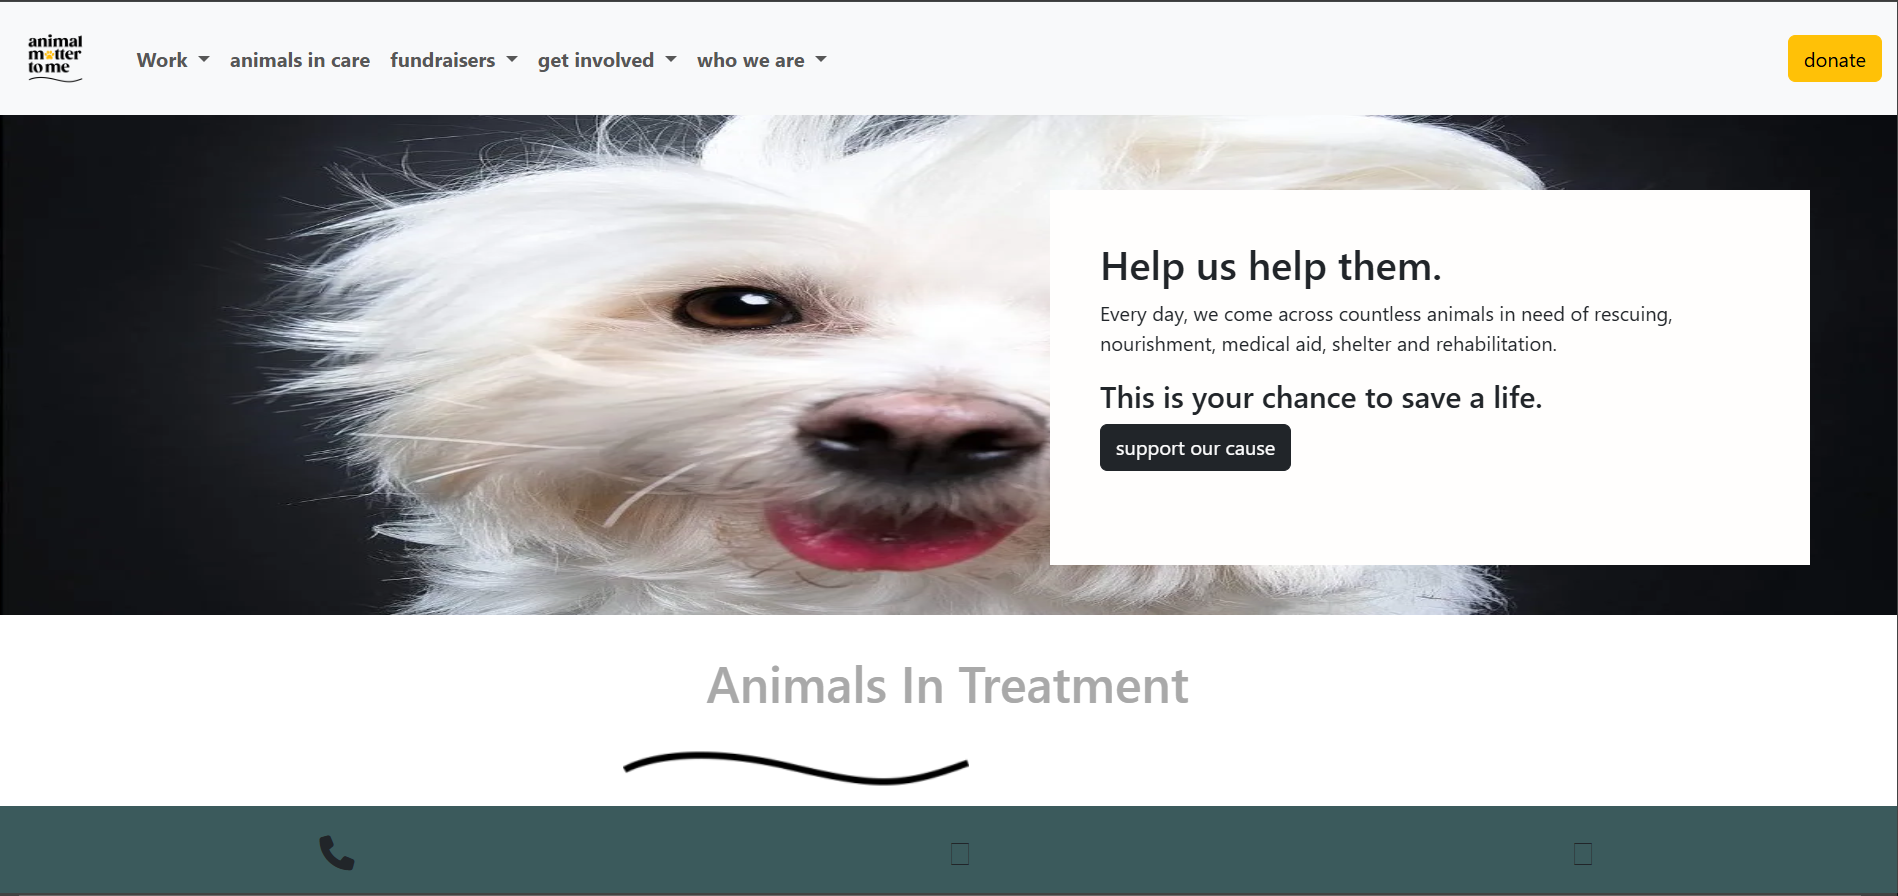 animal
matter
to me
Work
animals in care
fundraisers
get involved
who we are
donate
Help us help them.
Every day, we come across countless animals in need of rescuing,
nourishment, medical aid, shelter and rehabilitation.
This is your chance to save a life.
support our cause
Animals In Treatment